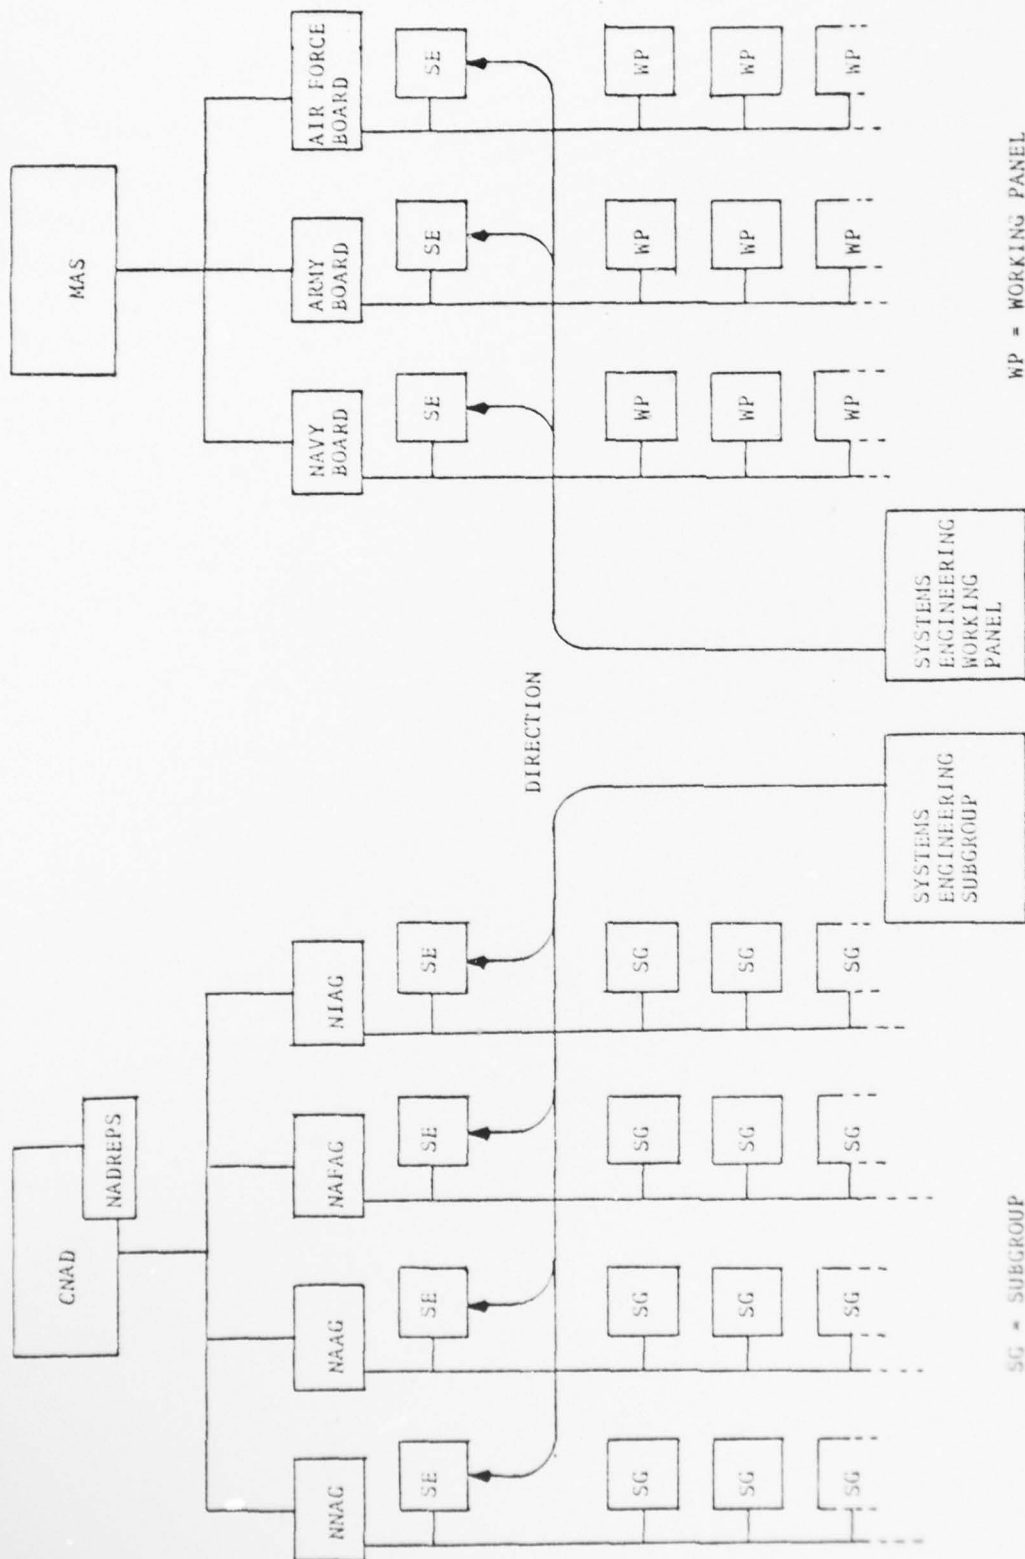 CNAD
NADREPS
MAS
NNAG
NAAG
NAFAG
NIAG
NAVY
BOARD
ARMY
BOARD
AIR FORCE
BOARD
SE
SE
SE
SE
SE
SE
SE
DIRECTION
SG
SG
SG
SG
WP
WP
WP
SG
SG
SG
SG
WP
WP
WP
SG
SG
SG
SG
WP
WP
WP
SYSTEMS
ENGINEERING
SUBGROUP
SYSTEMS
ENGINEERING
WORKING
PANEL
SG = SUBGROUP
WP = WORKING PANEL